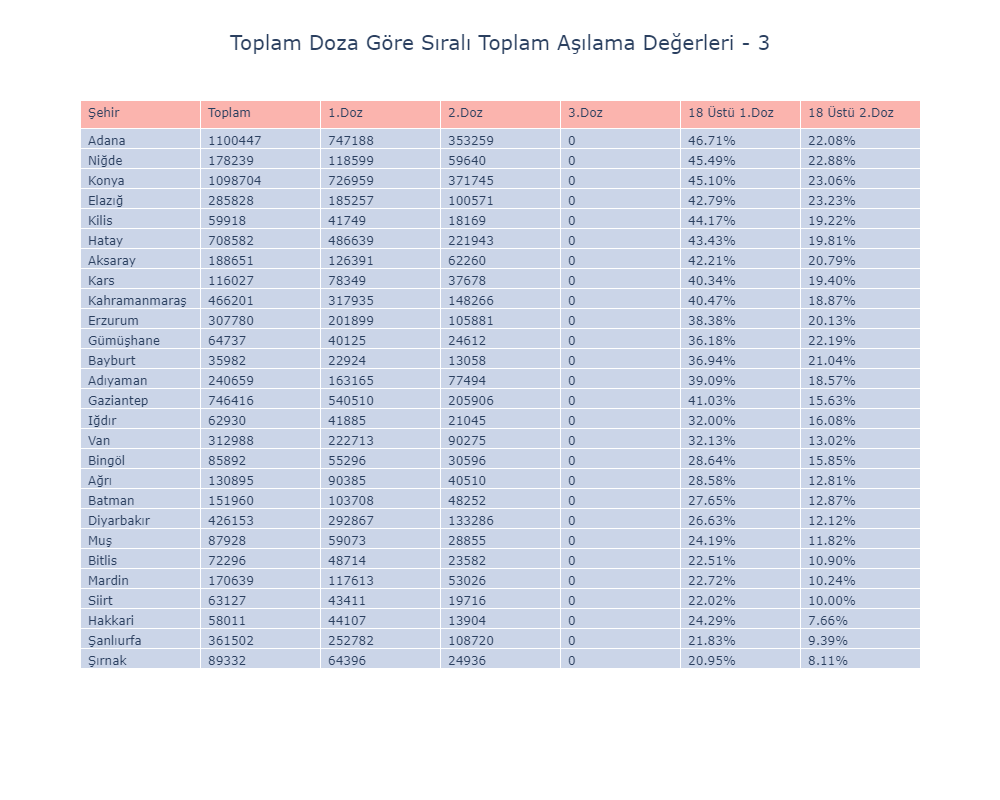 Toplam Doza Göre Sıralı Toplam Aşılama Değerleri - 3
Şehir Toplam 1.Doz 2.Doz 3.Doz 18 Üstü 1.Doz 18 Üstü 2.Doz
Adana 1100447 747188 353259 0 46.71% 22.08%
Niğde 178239 118599 59640 0 45.49% 22.88%
Konya 1098704 726959 371745 0 45.10% 23.06%
Elazığ 285828 185257 100571 0 42.79% 23.23%
Kilis 59918 41749 18169 0 44.17% 19.22%
Hatay 708582 486639 221943 0 43.43% 19.81%
Aksaray 188651 126391 62260 0 42.21% 20.79%
Kars 116027 78349 37678 0 40.34% 19.40%
Kahramanmaraş 466201 317935 148266 0 40.47% 18.87%
Erzurum 307780 201899 105881 0 38.38% 20.13%
Gümüşhane 64737 40125 24612 0 36.18% 22.19%
Bayburt 35982 22924 13058 0 36.94% 21.04%
Adıyaman 240659 163165 77494 0 39.09% 18.57%
Gaziantep 746416 540510 205906 0 41.03% 15.63%
Iğdır 62930 41885 21045 0 32.00% 16.08%
Van 312988 222713 90275 0 32.13% 13.02%
Bingöl 85892 55296 30596 0 28.64% 15.85%
Ağrı 130895 90385 40510 0 28.58% 12.81%
Batman 151960 103708 48252 0 27.65% 12.87%
Diyarbakır 426153 292867 133286 0 26.63% 12.12%
Muş 87928 59073 28855 0 24.19% 11.82%
Bitlis 72296 48714 23582 0 22.51% 10.90%
Mardin 170639 117613 53026 0 22.72% 10.24%
Siirt 63127 43411 19716 0 22.02% 10.00%
Hakkari 58011 44107 13904 0 24.29% 7.66%
Şanlıurfa 361502 252782 108720 0 21.83% 9.39%
Şırnak 89332 64396 24936 0 20.95% 8.11%